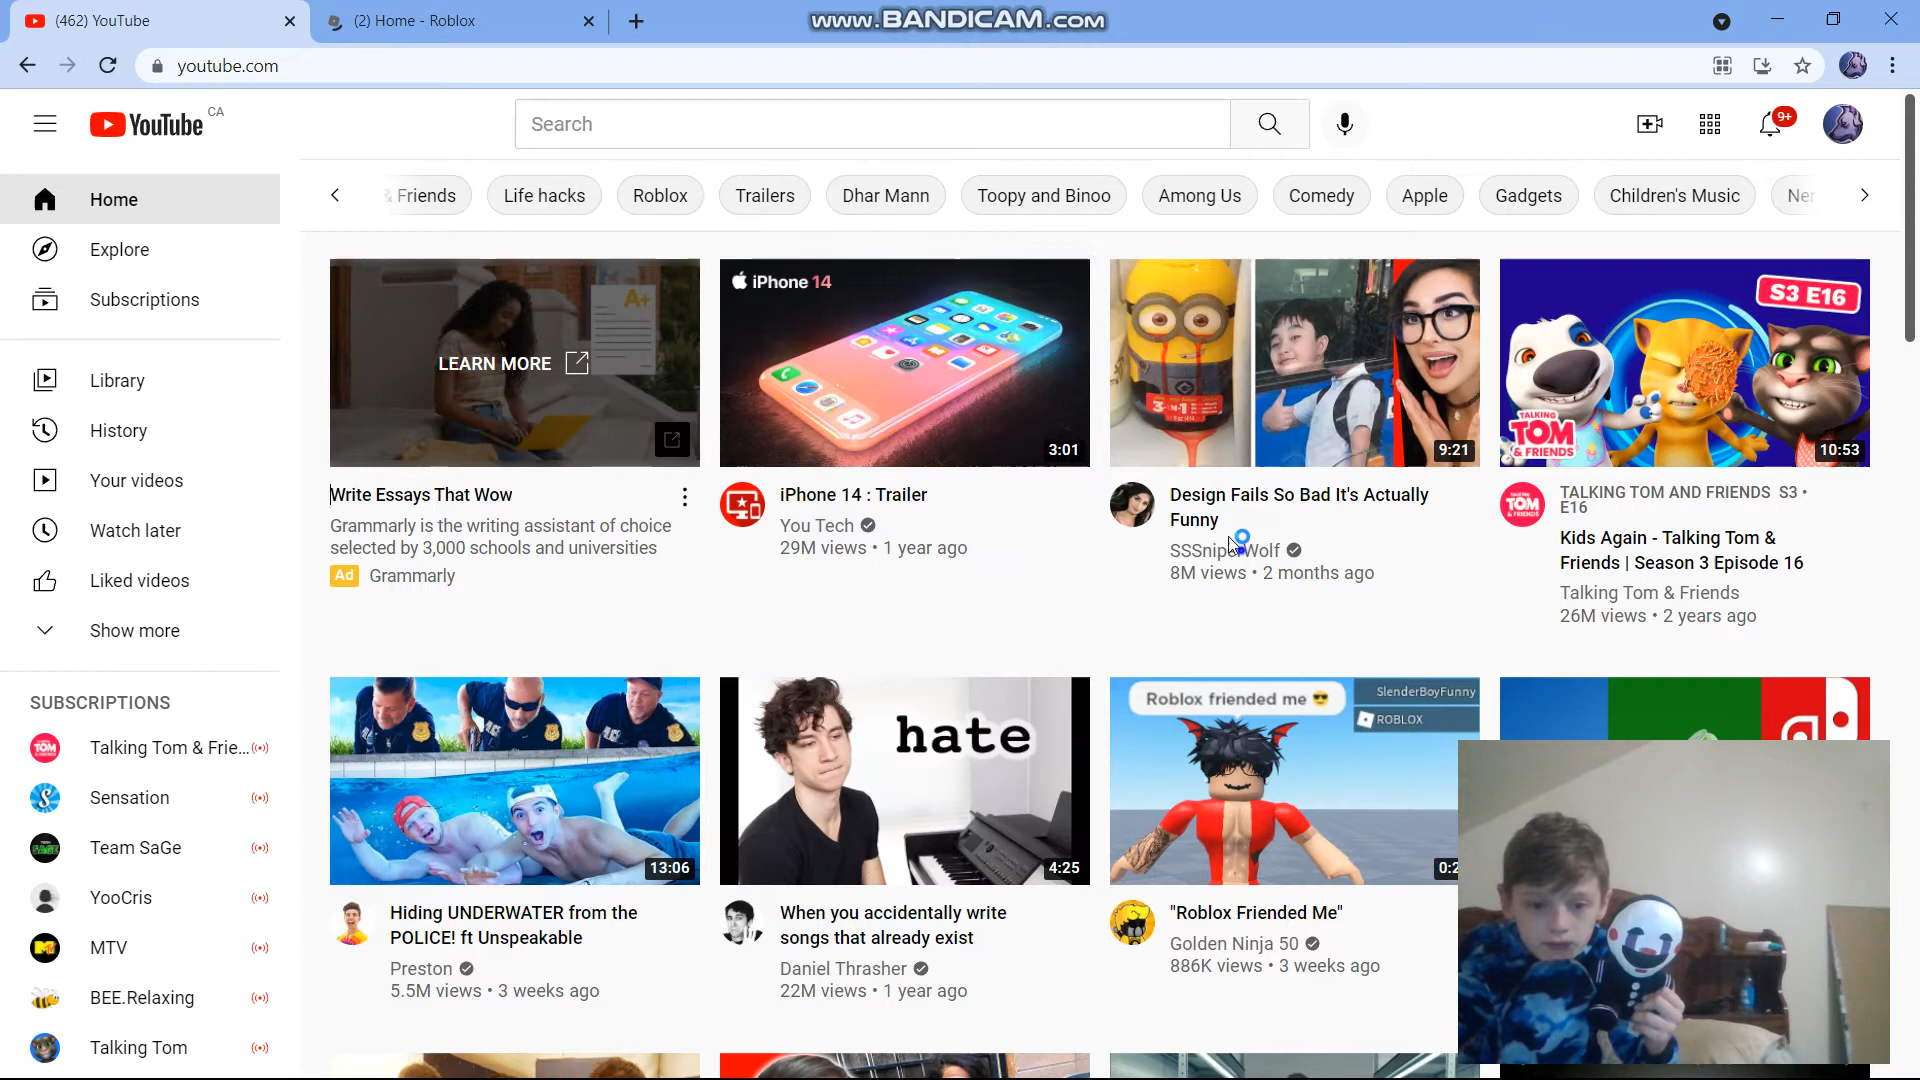 (462) YouTube
(2) Home - Roblox
www.BANDICAM.com
youtube.com
YouTube CA
Search
9+
Home
Explore
Subscriptions
Library
History
Your videos
Watch later
Liked videos
Show more
SUBSCRIPTIONS
Talking Tom & Frie...
Sensation
Team SaGe
YooCris
MTV
BEE.Relaxing
Talking Tom
& Friends
Life hacks
Roblox
Trailers
Dhar Mann
Toopy and Binoo
Among Us
Comedy
Apple
Gadgets
Children's Music
Ner
A+
LEARN MORE
Write Essays That Wow
Grammarly is the writing assistant of choice
selected by 3,000 schools and universities
Ad Grammarly
iPhone 14
3:01
iPhone 14 : Trailer
You Tech
29M views • 1 year ago
3-N-1
9:21
Design Fails So Bad It's Actually
Funny
SSSniperWolf
8M views • 2 months ago
S3 E16
TALKING
TOM
& FRIENDS
10:53
TALKING TOM AND FRIENDS S3 •
E16
Kids Again - Talking Tom &
Friends | Season 3 Episode 16
Talking Tom & Friends
26M views • 2 years ago
13:06
Hiding UNDERWATER from the
POLICE! ft Unspeakable
Preston
5.5M views • 3 weeks ago
hate
4:25
When you accidentally write
songs that already exist
Daniel Thrasher
22M views • 1 year ago
Roblox friended me 😎
SlenderBoyFunny
ROBLOX
0:2
"Roblox Friended Me"
Golden Ninja 50
886K views • 3 weeks ago